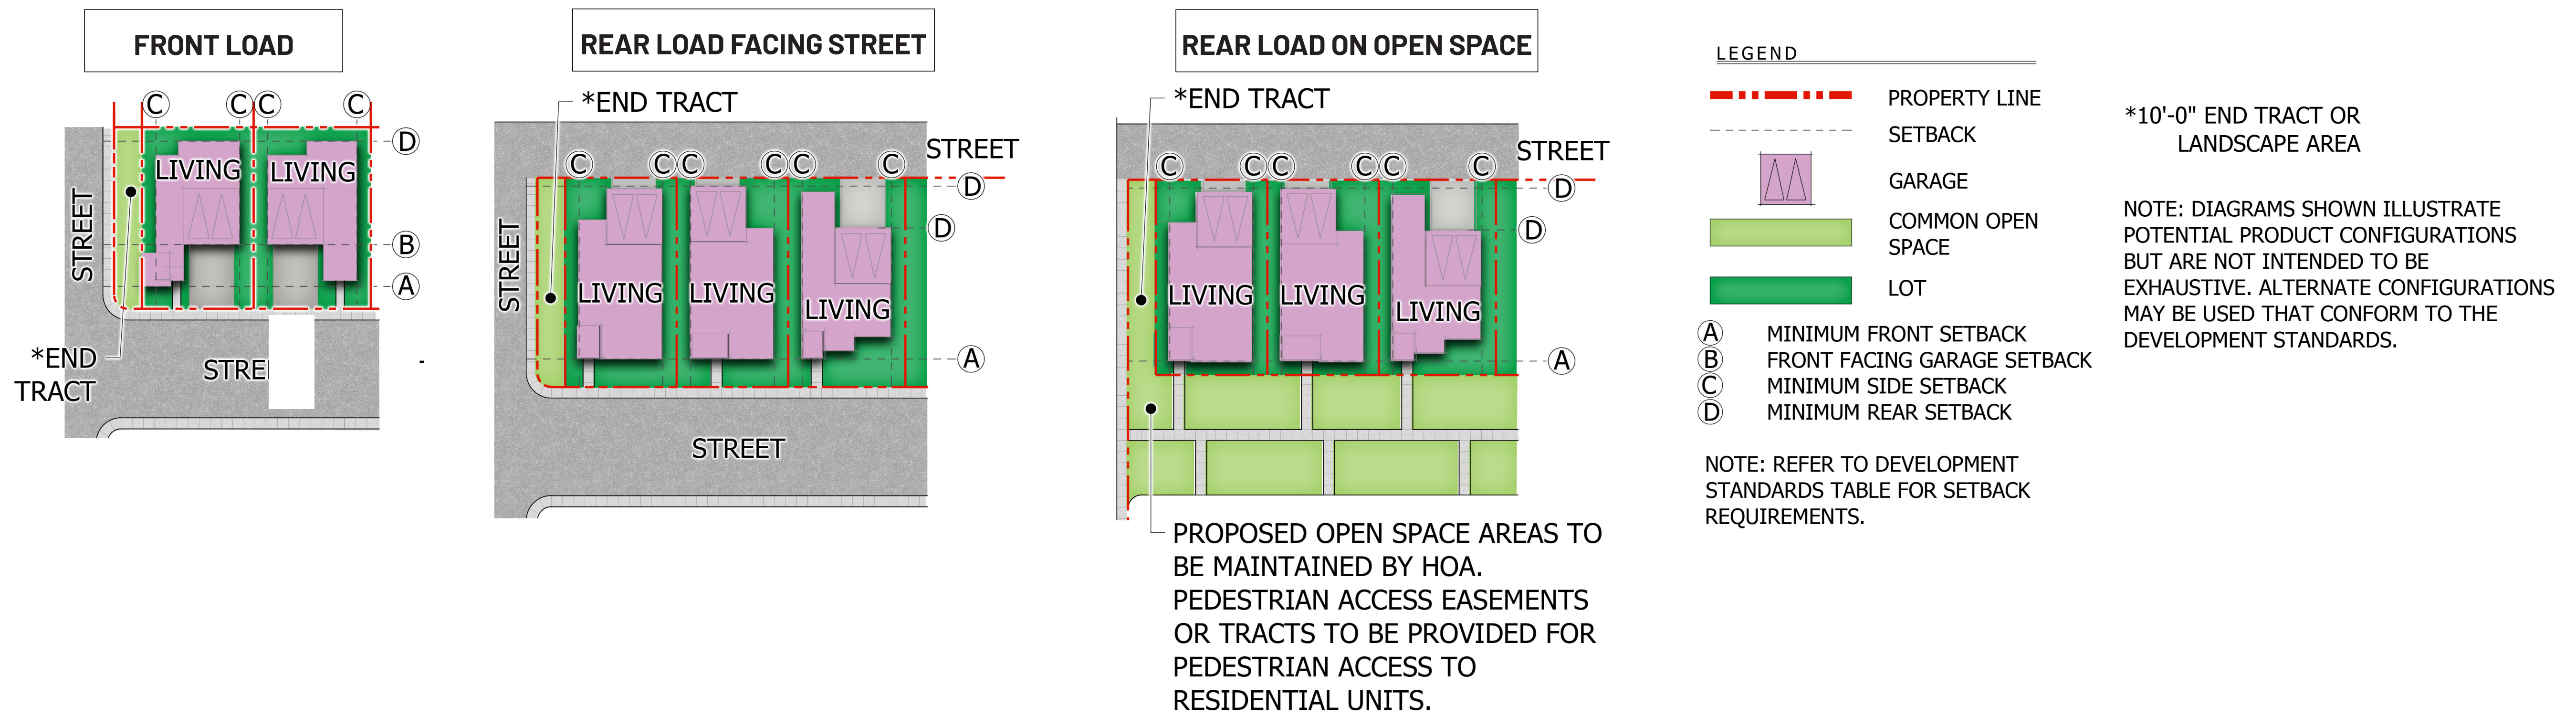 FRONT LOAD
C
C
C
C
D
LIVING
LIVING
STREET
B
A
*END
TRACT
STREE
-
REAR LOAD FACING STREET
*END TRACT
STREET
C
C
C
C
C
C
D
D
STREET
LIVING
LIVING
LIVING
A
STREET
REAR LOAD ON OPEN SPACE
*END TRACT
STREET
C
C
C
C
C
C
D
D
LIVING
LIVING
LIVING
A
PROPOSED OPEN SPACE AREAS TO
BE MAINTAINED BY HOA.
PEDESTRIAN ACCESS EASEMENTS
OR TRACTS TO BE PROVIDED FOR
PEDESTRIAN ACCESS TO
RESIDENTIAL UNITS.
LEGEND
PROPERTY LINE
SETBACK
GARAGE
COMMON OPEN
SPACE
LOT
A MINIMUM FRONT SETBACK
B FRONT FACING GARAGE SETBACK
C MINIMUM SIDE SETBACK
D MINIMUM REAR SETBACK
NOTE: REFER TO DEVELOPMENT
STANDARDS TABLE FOR SETBACK
REQUIREMENTS.
*10'-0" END TRACT OR
LANDSCAPE AREA
NOTE: DIAGRAMS SHOWN ILLUSTRATE
POTENTIAL PRODUCT CONFIGURATIONS
BUT ARE NOT INTENDED TO BE
EXHAUSTIVE. ALTERNATE CONFIGURATIONS
MAY BE USED THAT CONFORM TO THE
DEVELOPMENT STANDARDS.